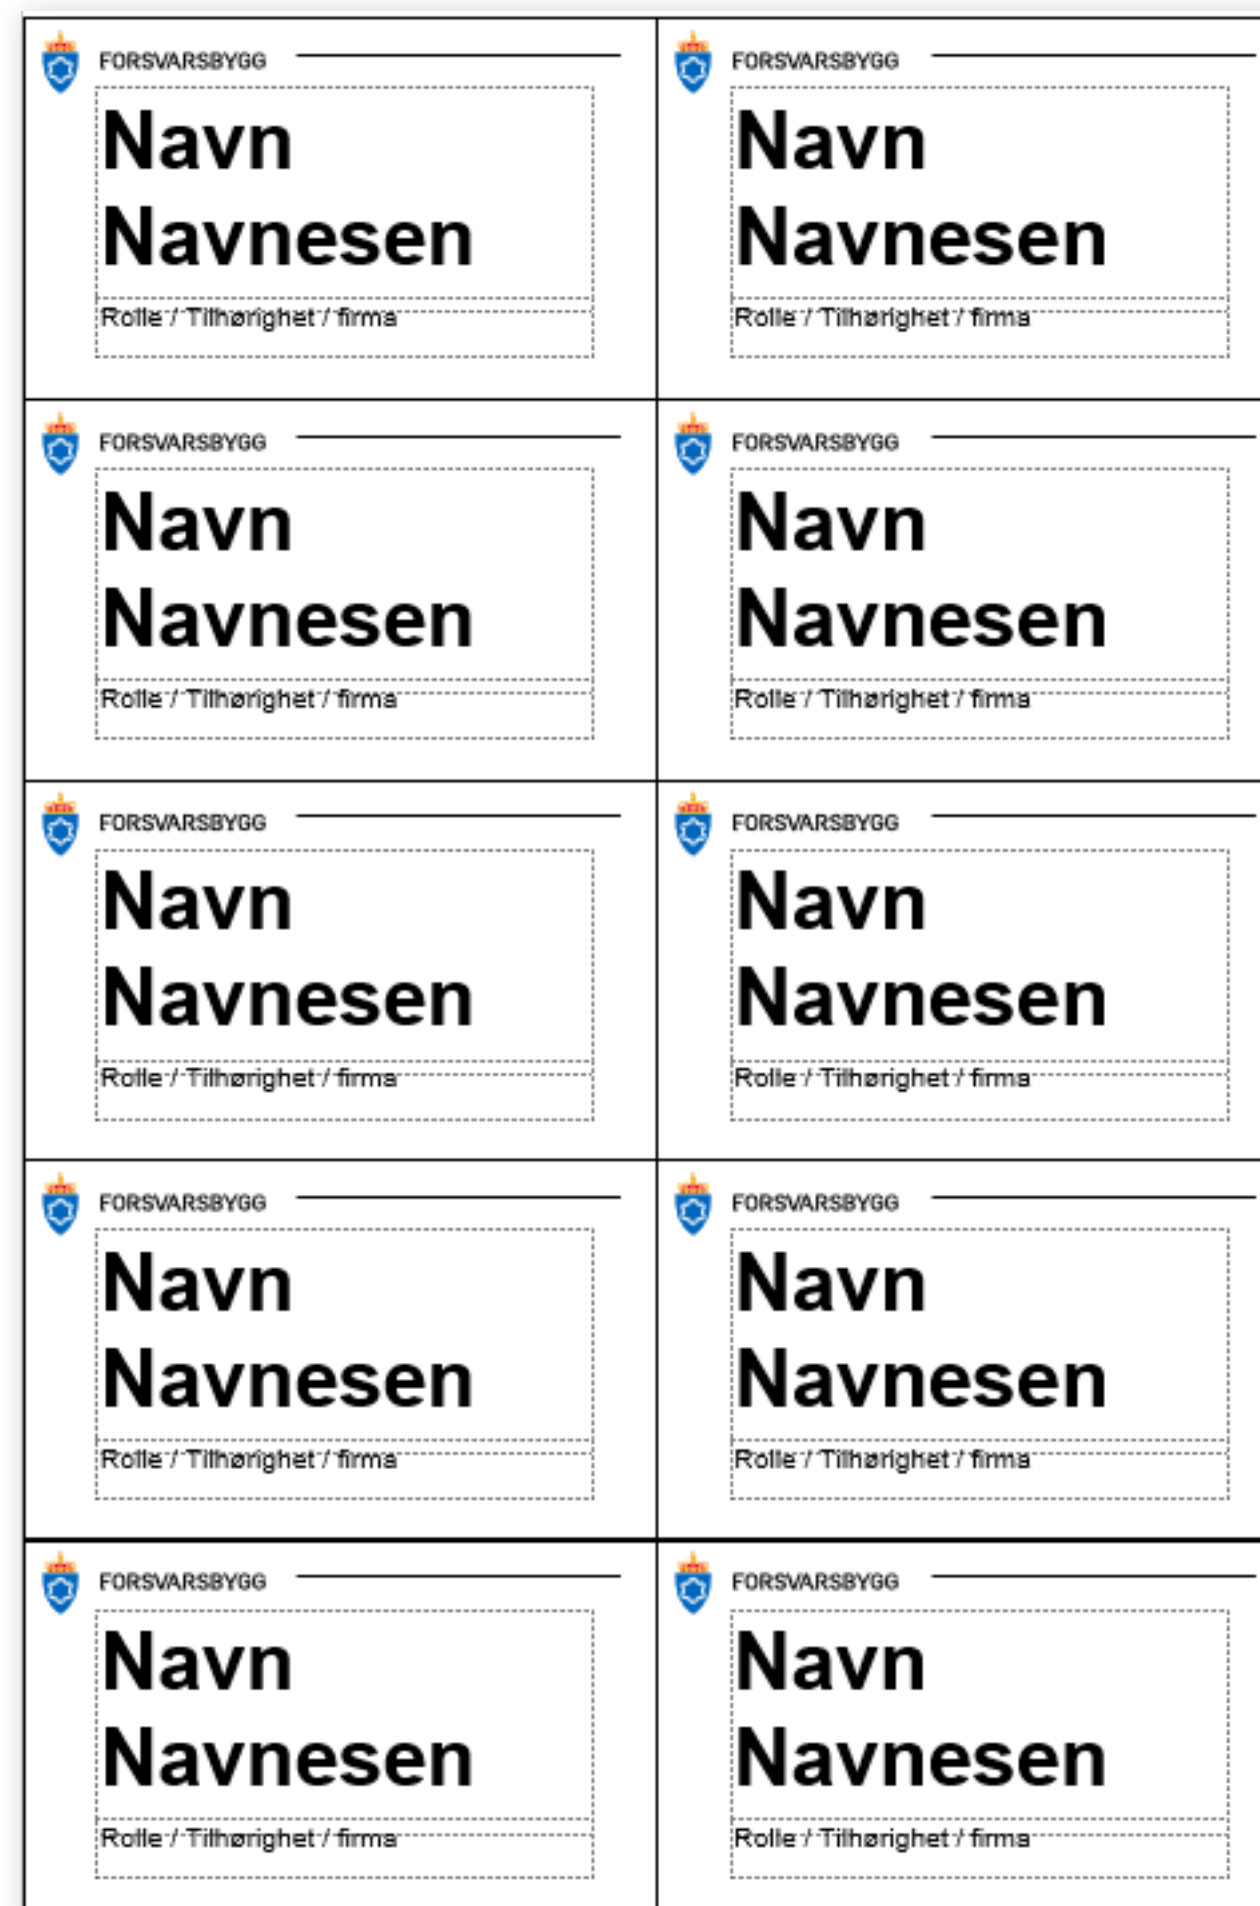 FORSVARSBYGG
Navn
Navnesen
Rolle / Tilhørighet / firma
FORSVARSBYGG
Navn
Navnesen
Rolle / Tilhørighet / firma
FORSVARSBYGG
Navn
Navnesen
Rolle / Tilhørighet / firma
FORSVARSBYGG
Navn
Navnesen
Rolle / Tilhørighet / firma
FORSVARSBYGG
Navn
Navnesen
Rolle / Tilhørighet / firma
FORSVARSBYGG
Navn
Navnesen
Rolle / Tilhørighet / firma
FORSVARSBYGG
Navn
Navnesen
Rolle / Tilhørighet / firma
FORSVARSBYGG
Navn
Navnesen
Rolle / Tilhørighet / firma
FORSVARSBYGG
Navn
Navnesen
Rolle / Tilhørighet / firma
FORSVARSBYGG
Navn
Navnesen
Rolle / Tilhørighet / firma